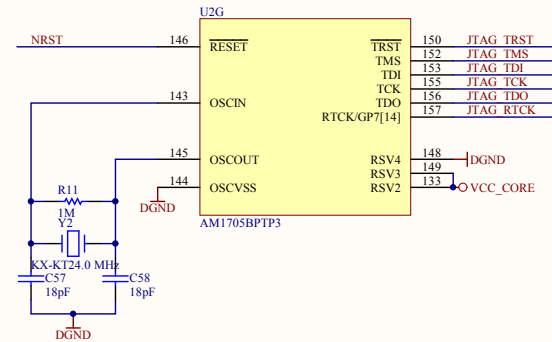 U2G
NRST 146 RESET TRST 150 JTAG_TRST
TMS 152 JTAG_TMS
TDI 153 JTAG_TDI
143 OSCIN TCK 155 JTAG_TCK
TDO 156 JTAG_TDO
RTCK/GP7[14] 157 JTAG_RTCK
145 OSCOUT RSV4 148 DGND
RSV3 149
144 OSCVSS RSV2 133 VCC_CORE
DGND
AM1705BPTP3
R11
1M
Y2
KX-KT24.0 MHz
C57 C58
18pF 18pF
DGND